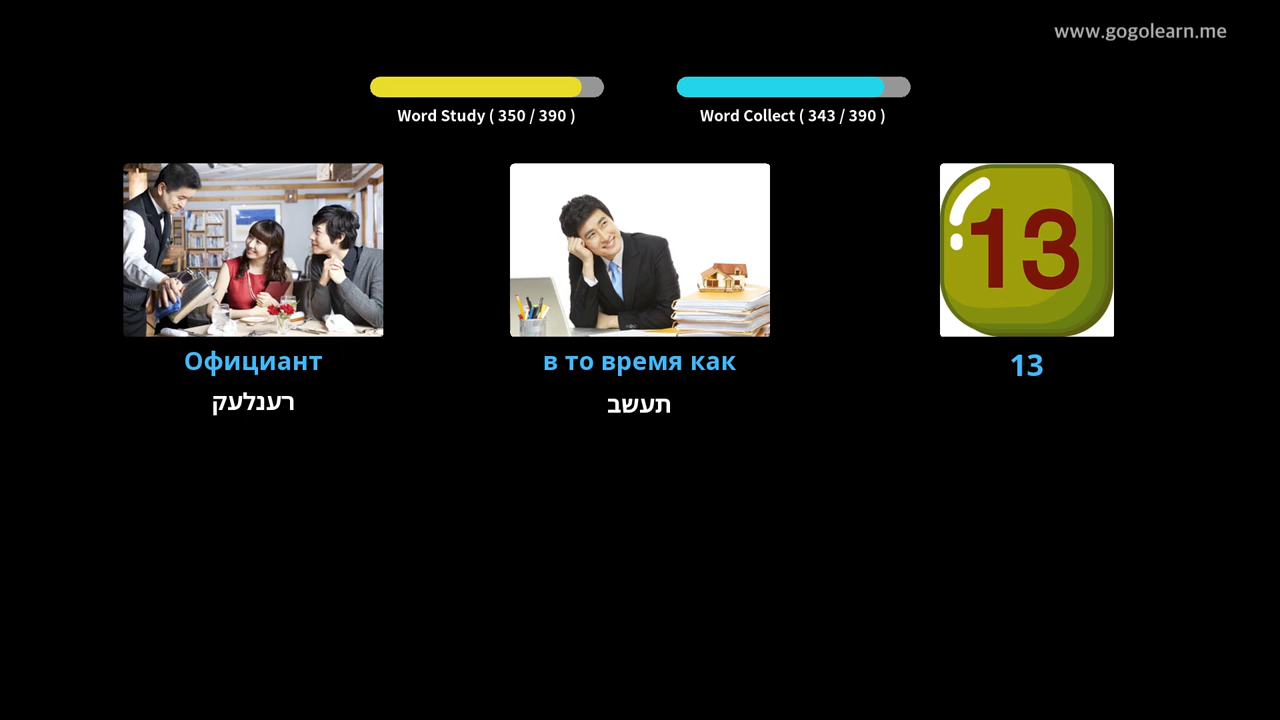 www.gogolearn.me
Word Study ( 350 / 390 )
Word Collect ( 343 / 390 )
13
Официант
רענלעק
в то время как
תעשב
13